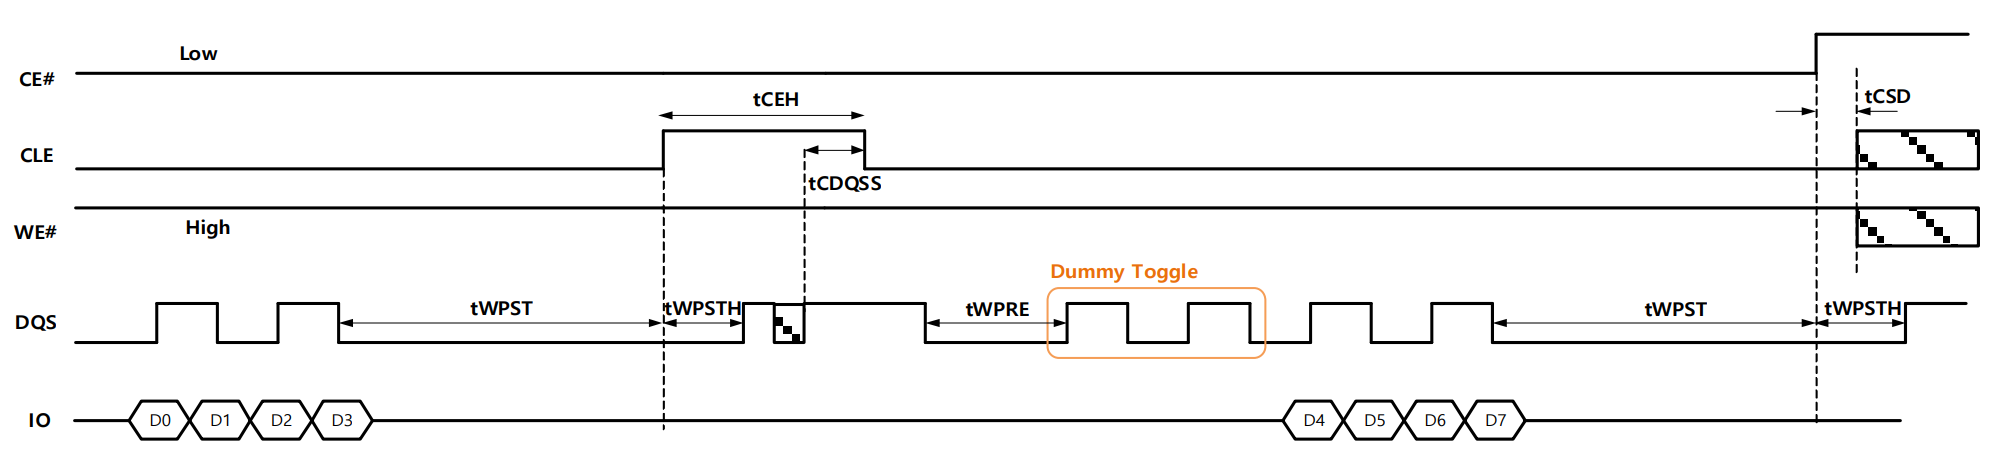 Low
CE#
tCEH
tCSD
CLE
tCDQSS
WE#
High
Dummy Toggle
DQS
tWPST
tWPSTH
tWPRE
tWPST
tWPSTH
IO
D0
D1
D2
D3
D4
D5
D6
D7